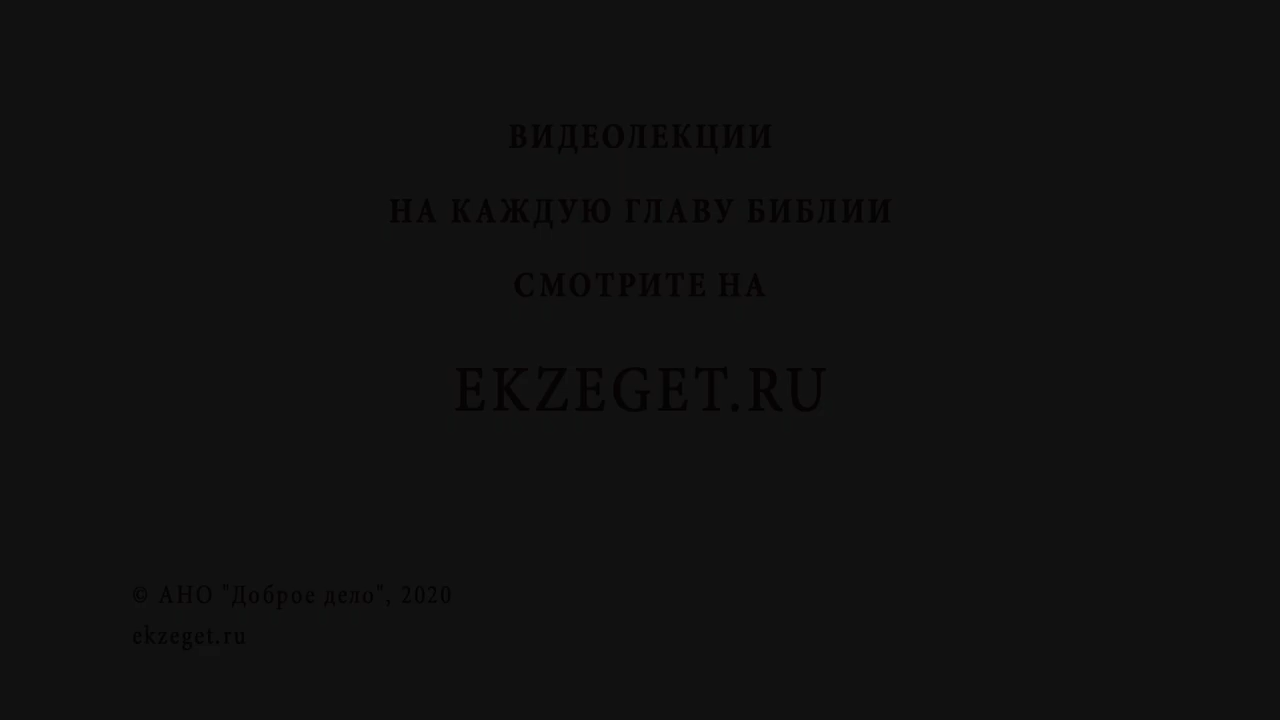 ВИДЕОЛЕКЦИИ
НА КАЖДУЮ ГЛАВУ БИБЛИИ
СМОТРИТЕ НА
EKZEGET.RU
© АНО "Доброе дело", 2020
ekzeget.ru